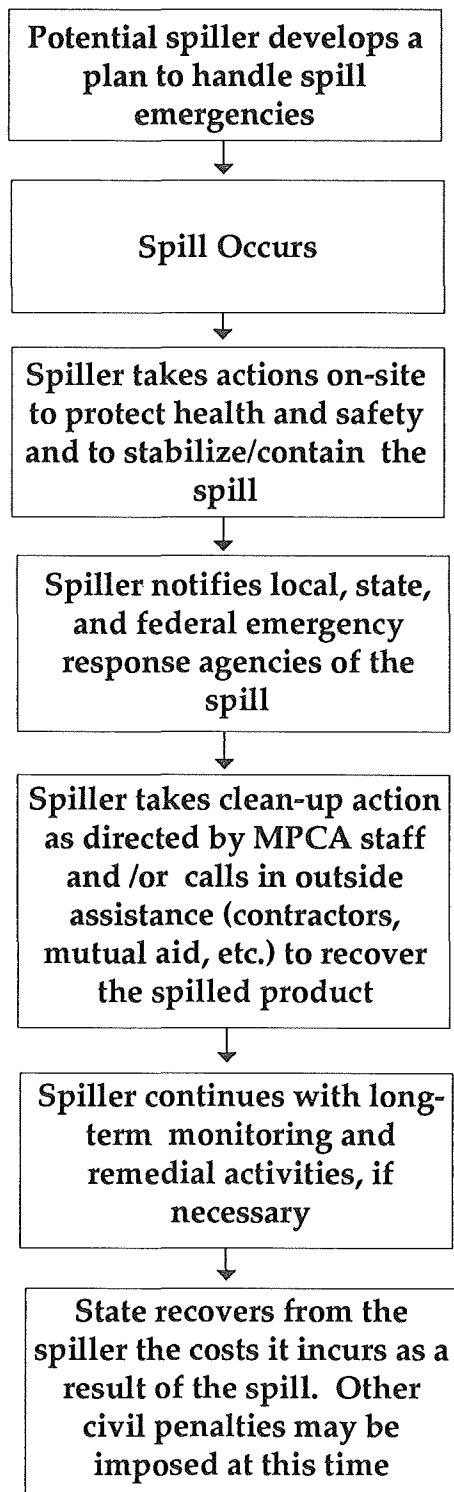 Potential spiller develops a
plan to handle spill
emergencies
Spill Occurs
Spiller takes actions on-site
to protect health and safety
and to stabilize/contain the
spill
Spiller notifies local, state,
and federal emergency
response agencies of the
spill
Spiller takes clean-up action
as directed by MPCA staff
and /or calls in outside
assistance (contractors,
mutual aid, etc.) to recover
the spilled product
Spiller continues with long-
term monitoring and
remedial activities, if
necessary
State recovers from the
spiller the costs it incurs as a
result of the spill. Other
civil penalties may be
imposed at this time